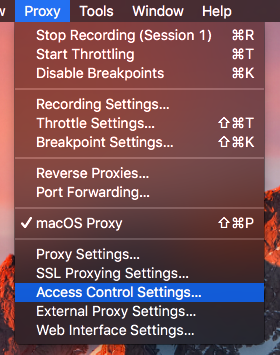 w Proxy Tools Window Help
Stop Recording (Session 1) ⌘R
Start Throttling ⌘T
Disable Breakpoints ⌘K
Recording Settings...
Throttle Settings... ⇧⌘T
Breakpoint Settings... ⇧⌘K
Reverse Proxies...
Port Forwarding...
✓ macOS Proxy ⇧⌘P
Proxy Settings...
SSL Proxying Settings...
Access Control Settings...
External Proxy Settings...
Web Interface Settings...